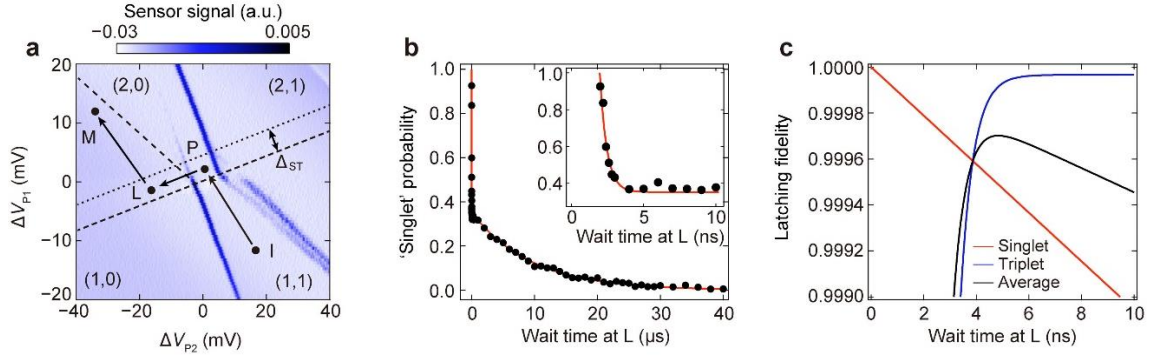 Sensor signal (a.u.)
−0.03 0.005
a
20
10
0
−10
−20
ΔV_P1 (mV)
(2,0)
(2,1)
M
P
Δ_ST
L
I
(1,0)
(1,1)
−40 −20 0 20 40
ΔV_P2 (mV)
b
1.0
0.8
0.6
0.4
0.2
0.0
'Singlet' probability
1.0
0.8
0.6
0.4
0 5 10
Wait time at L (ns)
0 10 20 30 40
Wait time at L (μs)
c
1.0000
0.9998
0.9996
0.9994
0.9992
0.9990
Latching fidelity
Singlet
Triplet
Average
0 2 4 6 8 10
Wait time at L (ns)